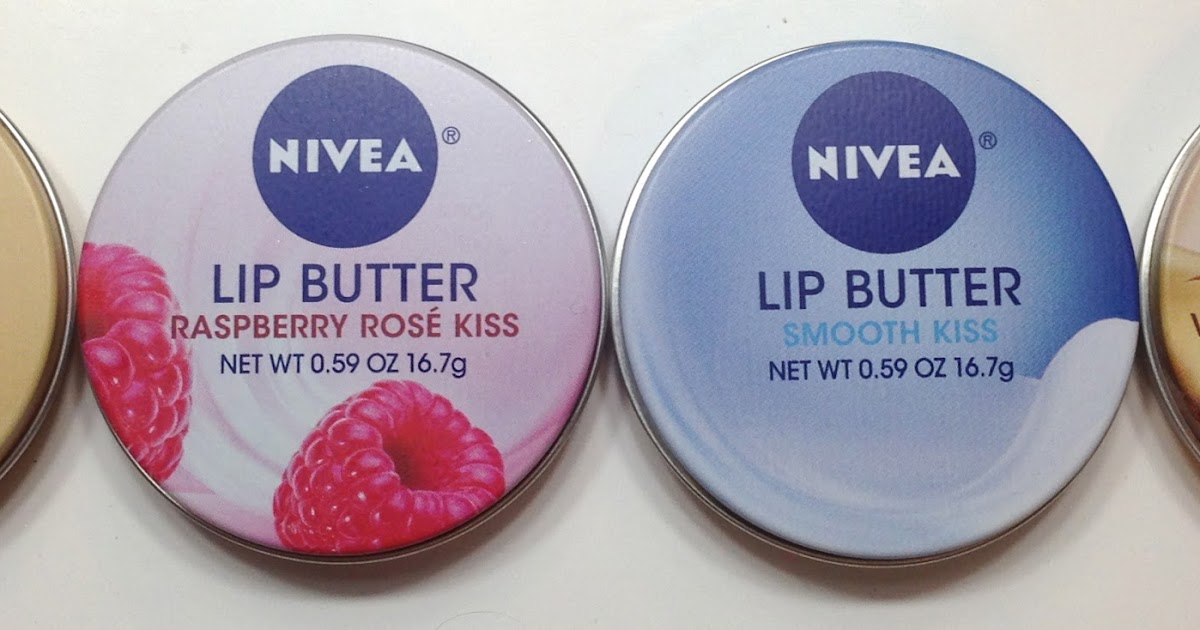 NIVEA®
LIP BUTTER
RASPBERRY ROSÉ KISS
NET WT 0.59 OZ 16.7g
NIVEA®
LIP BUTTER
SMOOTH KISS
NET WT 0.59 OZ 16.7g